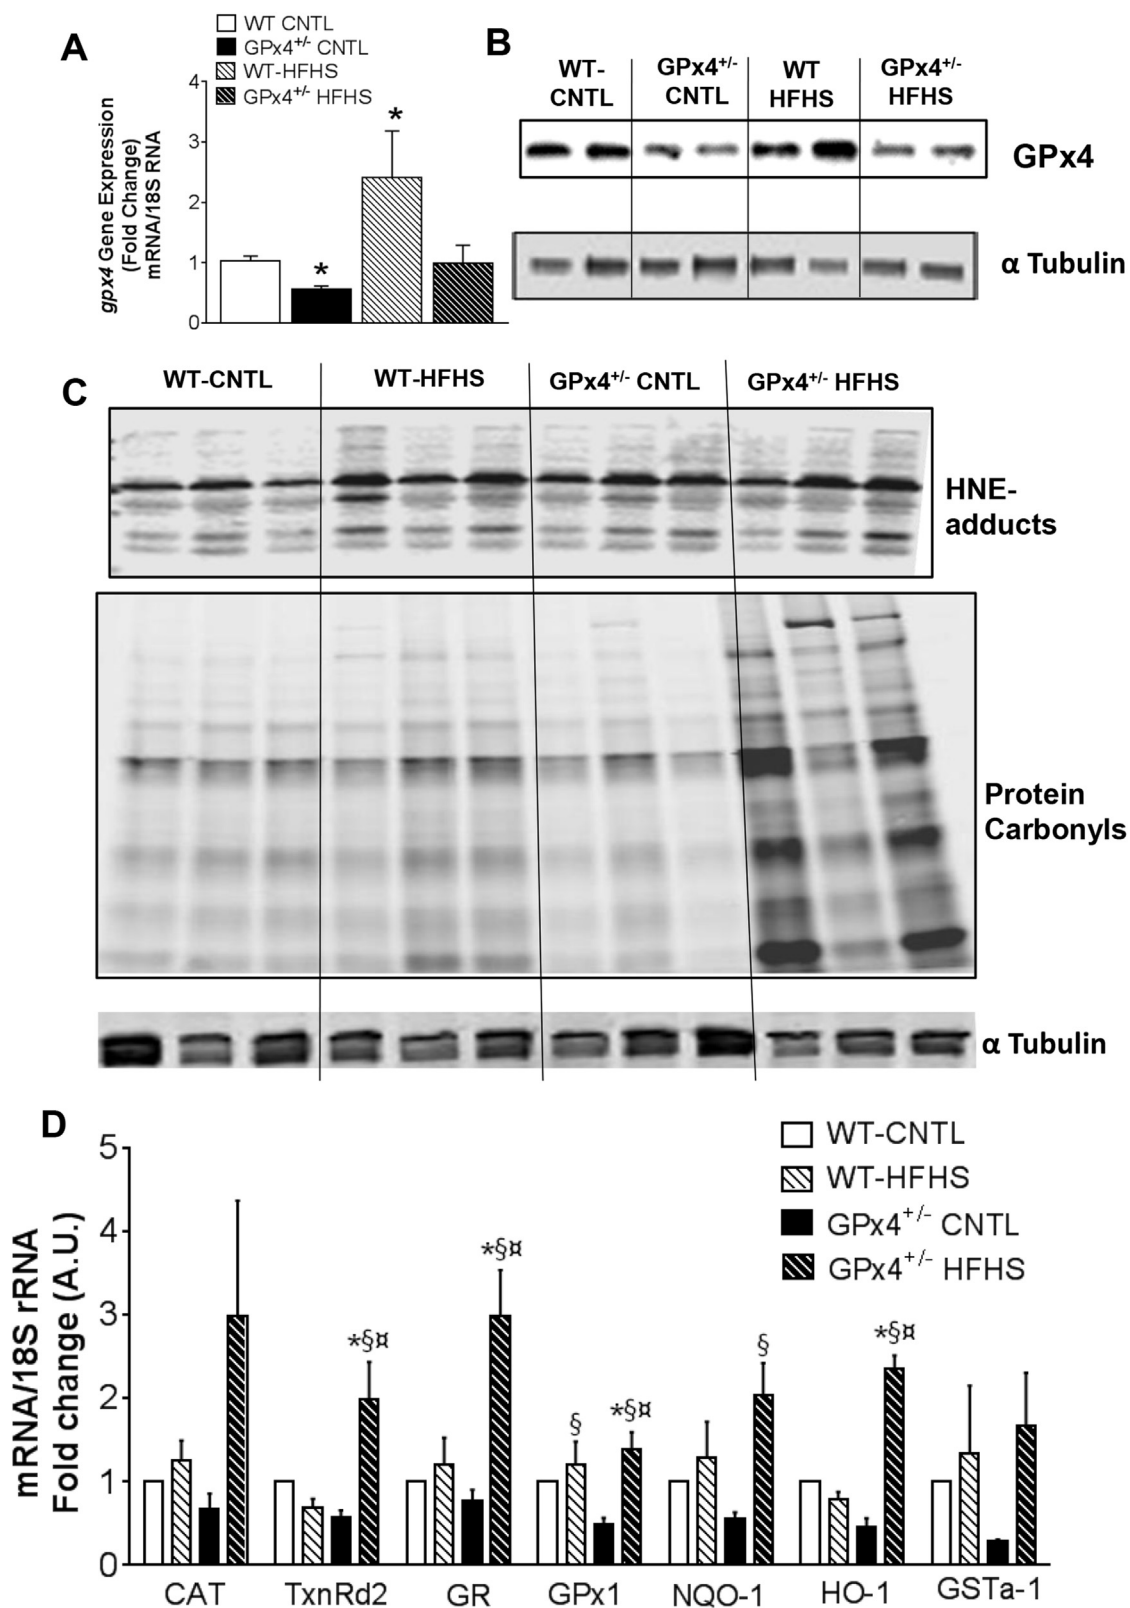 A
WT CNTL
GPx4+/- CNTL
WT-HFHS
GPx4+/- HFHS
gpx4 Gene Expression
(Fold Change)
mRNA/18S RNA
4
3
2
1
0
*
*
B
WT-
CNTL
GPx4+/-
CNTL
WT
HFHS
GPx4+/-
HFHS
GPx4
α Tubulin
C
WT-CNTL
WT-HFHS
GPx4+/- CNTL
GPx4+/- HFHS
HNE-
adducts
Protein
Carbonyls
α Tubulin
D
WT-CNTL
WT-HFHS
GPx4+/- CNTL
GPx4+/- HFHS
mRNA/18S rRNA
Fold change (A.U.)
5
4
3
2
1
0
*§¤
*§¤
§
*§¤
§
*§¤
CAT
TxnRd2
GR
GPx1
NQO-1
HO-1
GSTa-1